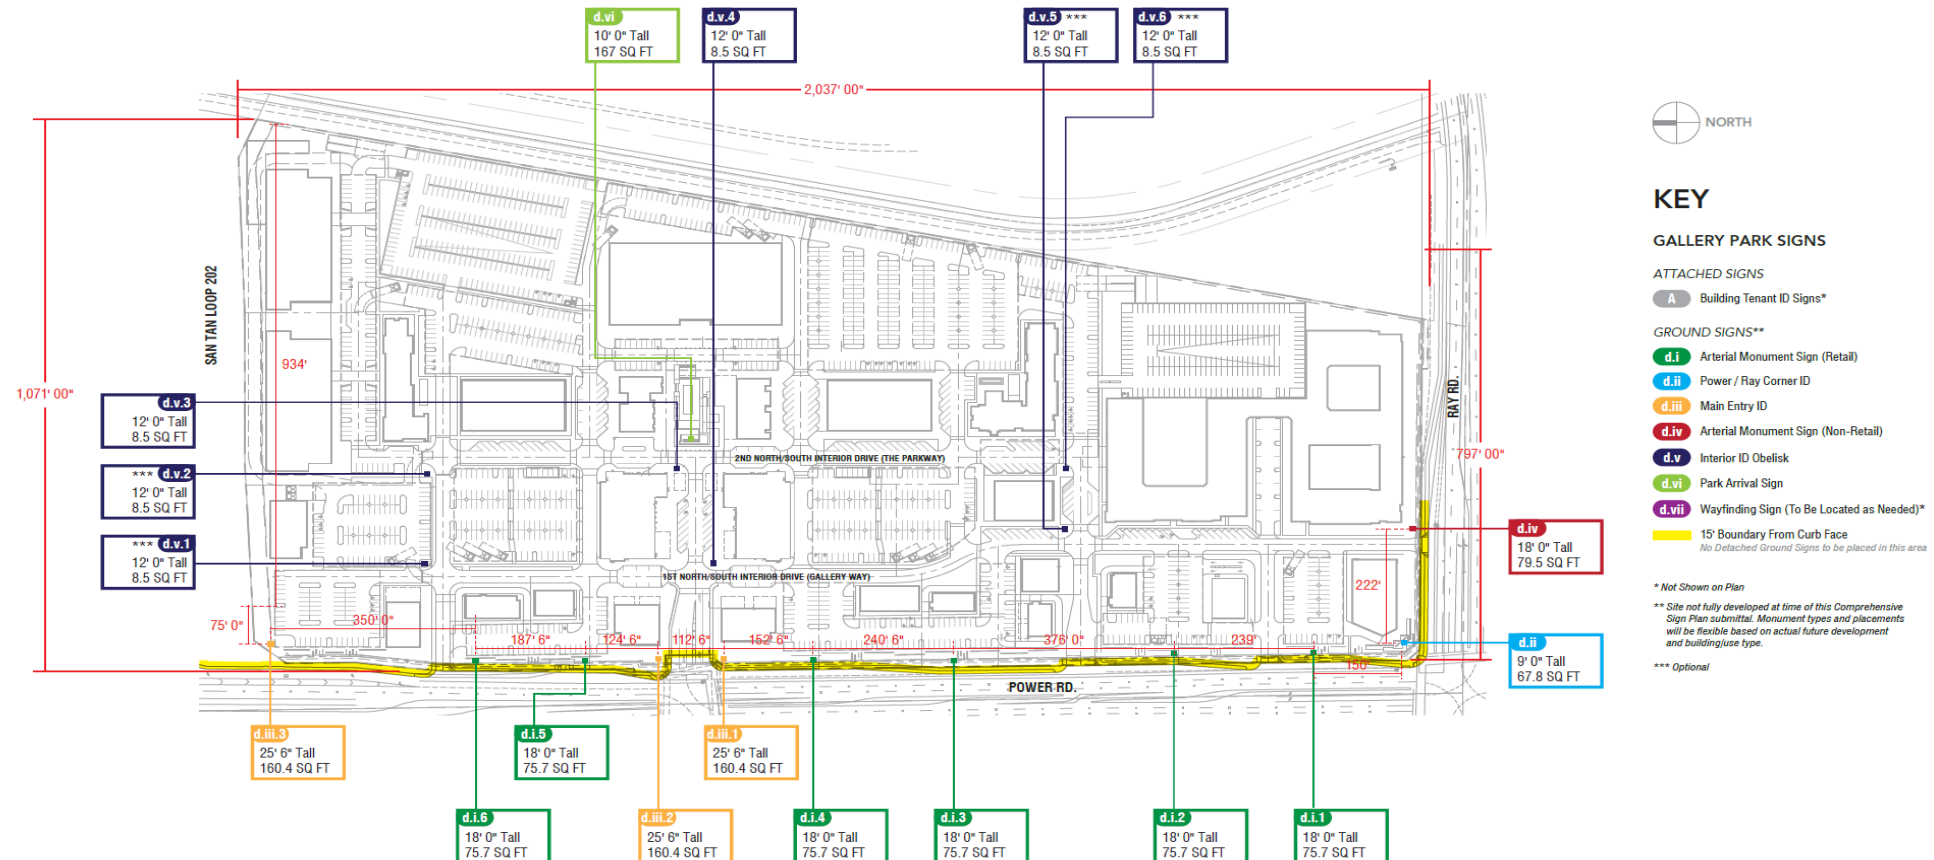 d.vi
10' 0" Tall
167 SQ FT
d.v.4
12' 0" Tall
8.5 SQ FT
d.v.5 ***
12' 0" Tall
8.5 SQ FT
d.v.6 ***
12' 0" Tall
8.5 SQ FT
2,037' 00"
NORTH
KEY
GALLERY PARK SIGNS
ATTACHED SIGNS
A Building Tenant ID Signs*
GROUND SIGNS**
d.i Arterial Monument Sign (Retail)
d.ii Power / Ray Corner ID
d.iii Main Entry ID
d.iv Arterial Monument Sign (Non-Retail)
d.v Interior ID Obelisk
d.vi Park Arrival Sign
d.vii Wayfinding Sign (To Be Located as Needed)*
15' Boundary From Curb Face
No Detached Ground Signs to be placed in this area
* Not Shown on Plan
** Site not fully developed at time of this Comprehensive
Sign Plan submittal. Monument types and placements
will be flexible based on actual future development
and building/use type.
*** Optional
SAN TAN LOOP 202
934'
1,071' 00"
RAY RD.
797' 00"
d.v.3
12' 0" Tall
8.5 SQ FT
*** d.v.2
12' 0" Tall
8.5 SQ FT
*** d.v.1
12' 0" Tall
8.5 SQ FT
2ND NORTH/SOUTH INTERIOR DRIVE (THE PARKWAY)
1ST NORTH/SOUTH INTERIOR DRIVE (GALLERY WAY)
d.iv
18' 0" Tall
79.5 SQ FT
222'
75' 0"
350' 0"
187' 6"
124' 6"
112' 6"
152' 6"
240' 6"
376' 0"
239'
150'
d.ii
9' 0" Tall
67.8 SQ FT
POWER RD.
d.iii.3
25' 6" Tall
160.4 SQ FT
d.i.5
18' 0" Tall
75.7 SQ FT
d.iii.1
25' 6" Tall
160.4 SQ FT
d.i.6
18' 0" Tall
75.7 SQ FT
d.iii.2
25' 6" Tall
160.4 SQ FT
d.i.4
18' 0" Tall
75.7 SQ FT
d.i.3
18' 0" Tall
75.7 SQ FT
d.i.2
18' 0" Tall
75.7 SQ FT
d.i.1
18' 0" Tall
75.7 SQ FT